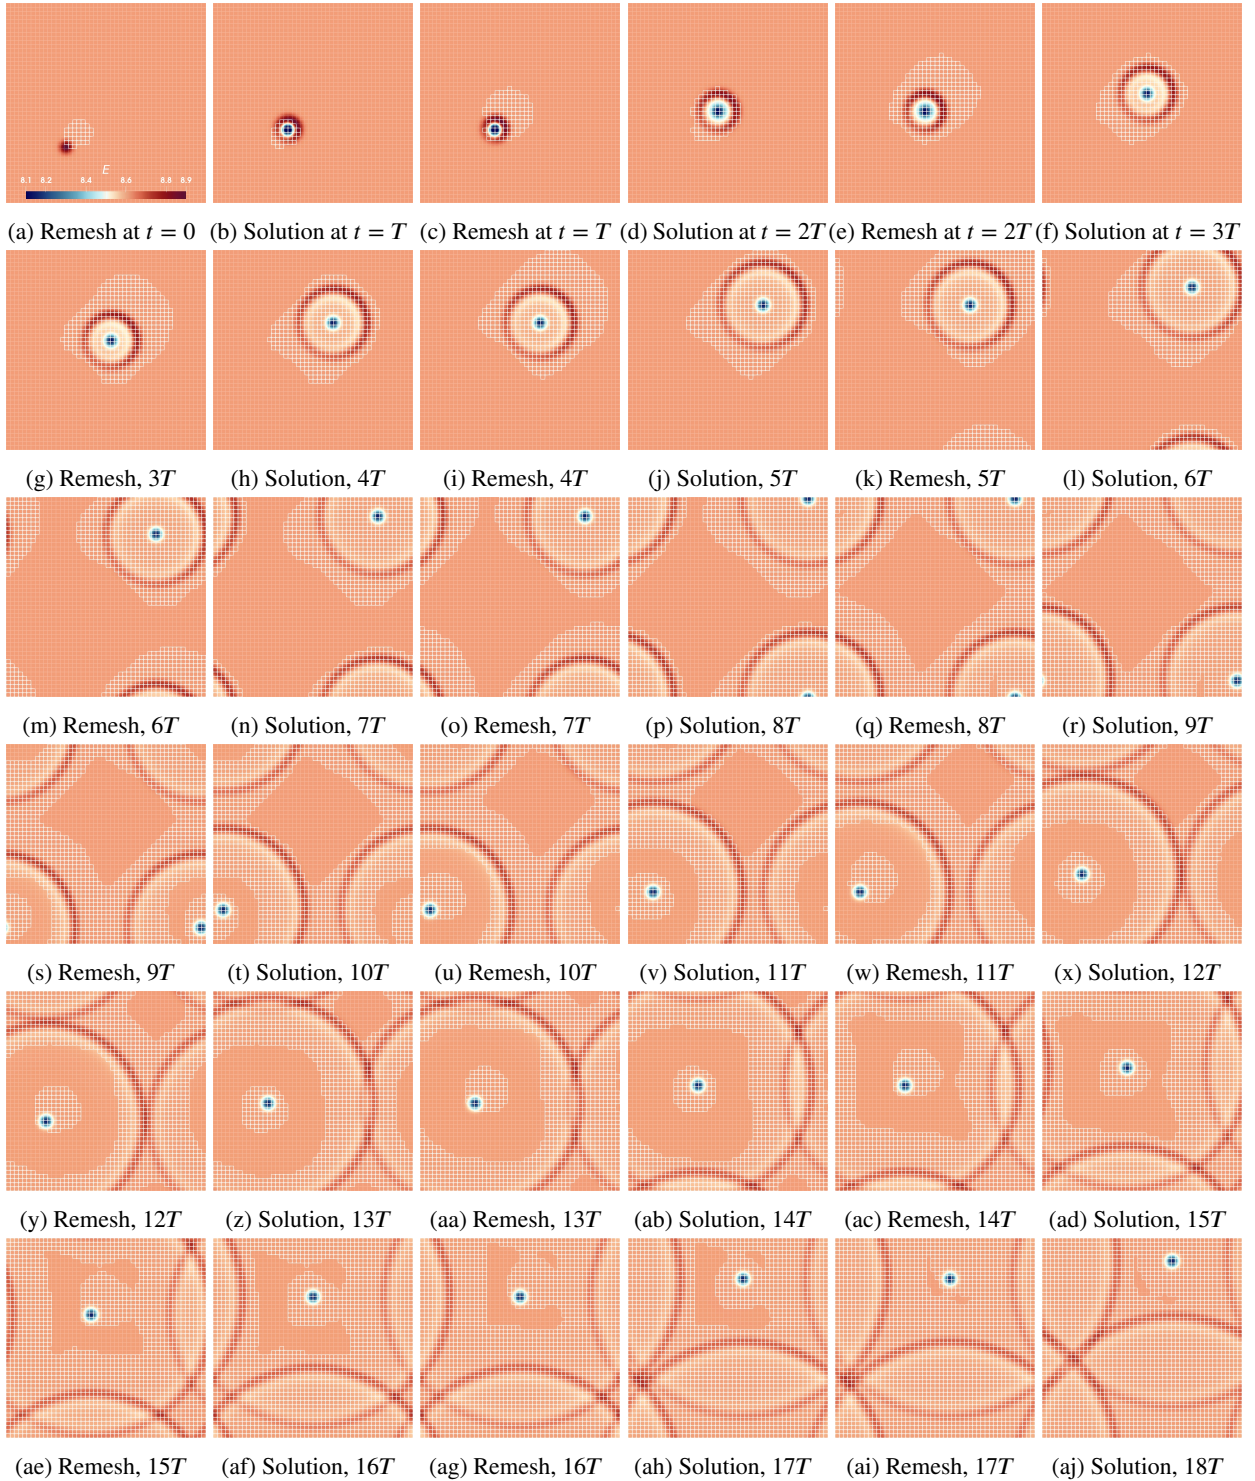 E
8.1 8.2 8.4 8.6 8.8 8.9
(a) Remesh at t = 0 (b) Solution at t = T (c) Remesh at t = T (d) Solution at t = 2T (e) Remesh at t = 2T (f) Solution at t = 3T
(g) Remesh, 3T (h) Solution, 4T (i) Remesh, 4T (j) Solution, 5T (k) Remesh, 5T (l) Solution, 6T
(m) Remesh, 6T (n) Solution, 7T (o) Remesh, 7T (p) Solution, 8T (q) Remesh, 8T (r) Solution, 9T
(s) Remesh, 9T (t) Solution, 10T (u) Remesh, 10T (v) Solution, 11T (w) Remesh, 11T (x) Solution, 12T
(y) Remesh, 12T (z) Solution, 13T (aa) Remesh, 13T (ab) Solution, 14T (ac) Remesh, 14T (ad) Solution, 15T
(ae) Remesh, 15T (af) Solution, 16T (ag) Remesh, 16T (ah) Solution, 17T (ai) Remesh, 17T (aj) Solution, 18T